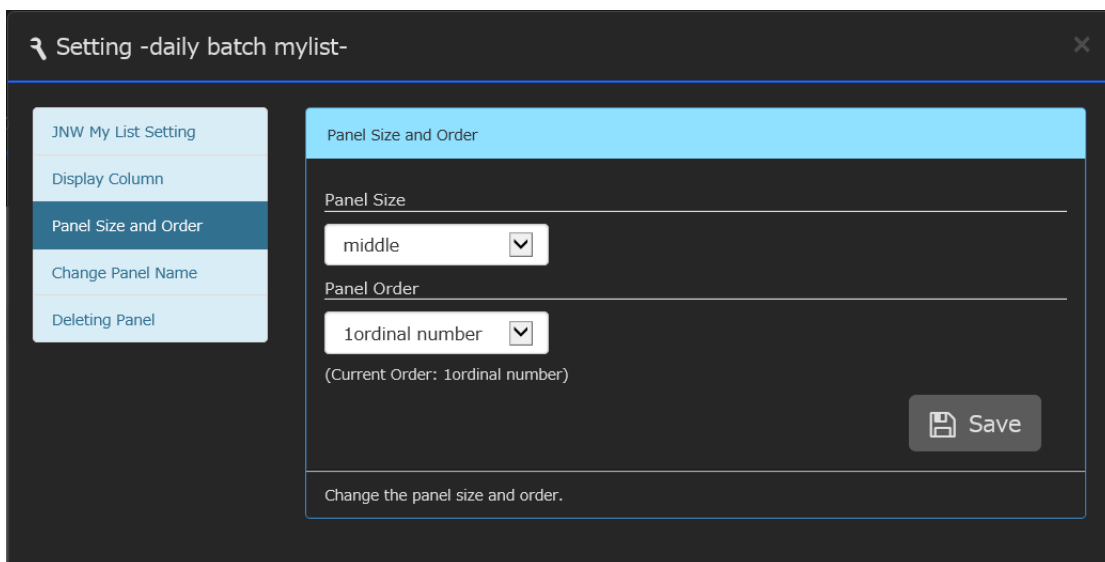 Setting -daily batch mylist-
JNW My List Setting
Display Column
Panel Size and Order
Change Panel Name
Deleting Panel
Panel Size and Order
Panel Size
middle
Panel Order
1ordinal number
(Current Order: 1ordinal number)
Save
Change the panel size and order.